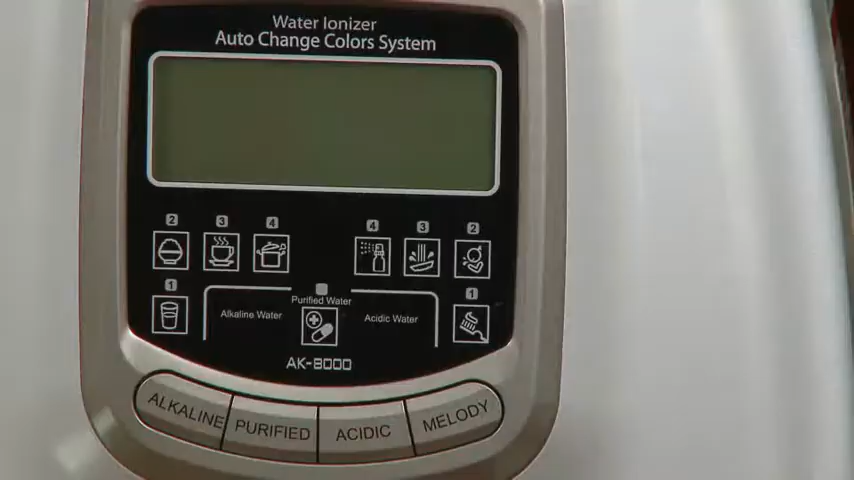 Water Ionizer
Auto Change Colors System
2 3 4
4 3 2
1
1
Purified Water
Alkaline Water
Acidic Water
AK-8000
ALKALINE
PURIFIED
ACIDIC
MELODY